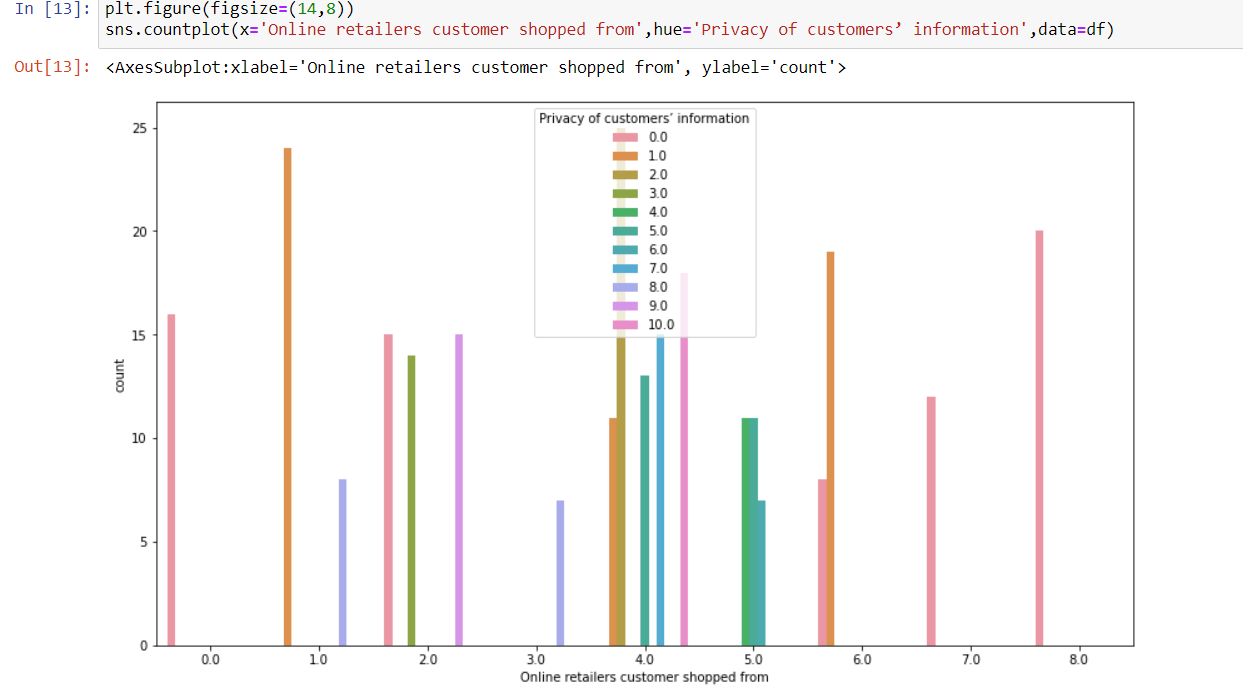 In [13]: plt.figure(figsize=(14,8))
sns.countplot(x='Online retailers customer shopped from',hue='Privacy of customers’ information',data=df)
Out[13]: <AxesSubplot:xlabel='Online retailers customer shopped from', ylabel='count'>
Privacy of customers’ information
0.0
1.0
2.0
3.0
4.0
5.0
6.0
7.0
8.0
9.0
10.0
25
20
15
10
5
0
count
0.0 1.0 2.0 3.0 4.0 5.0 6.0 7.0 8.0
Online retailers customer shopped from